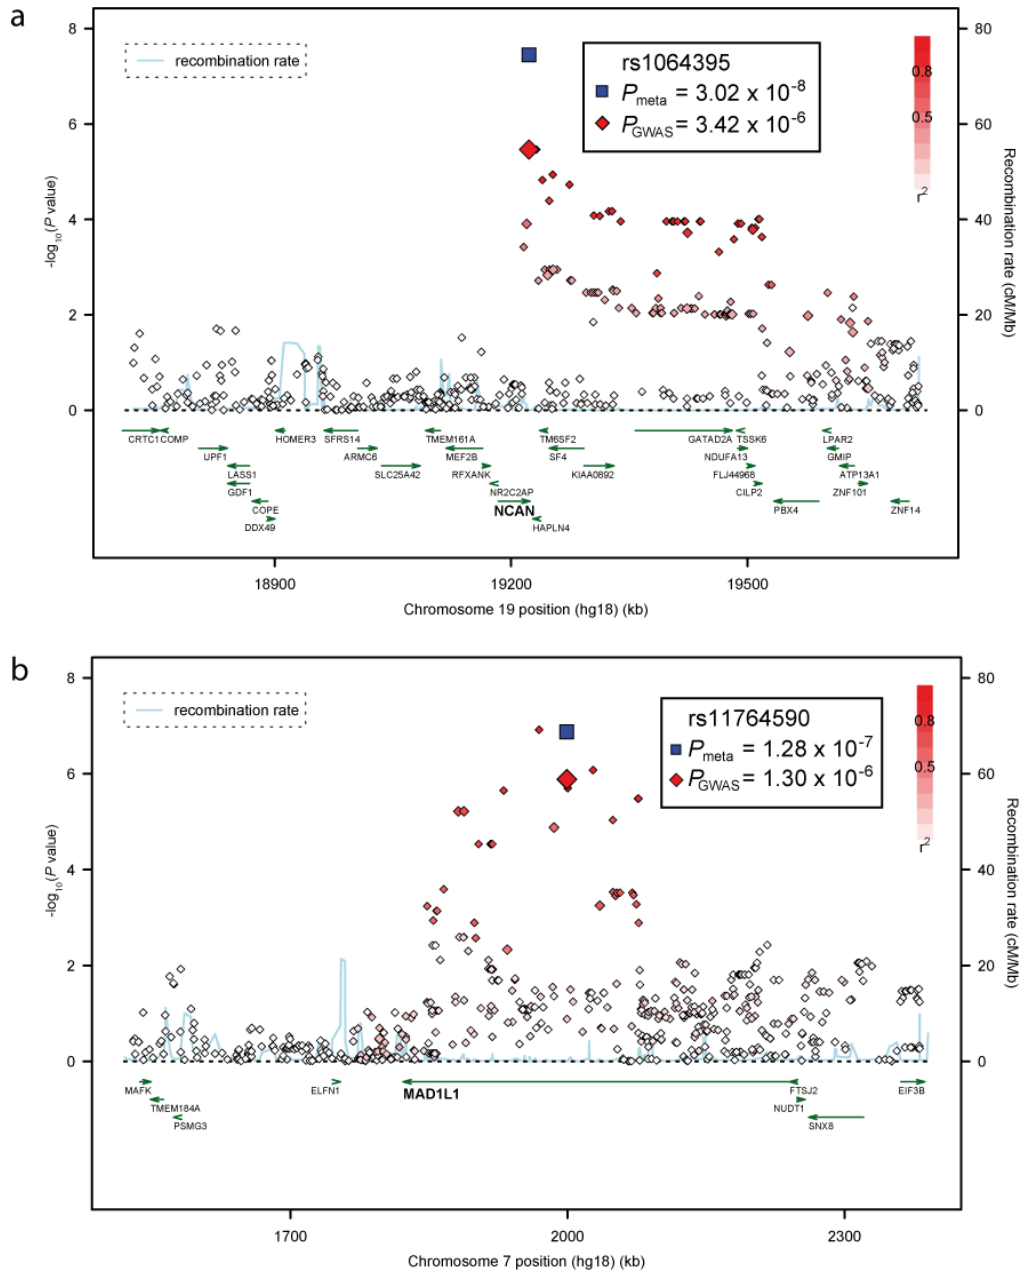 a
8
6
4
2
0
-log10(P value)
80
60
40
20
0
Recombination rate (cM/Mb)
recombination rate
rs1064395
Pmeta = 3.02 x 10-8
PGWAS = 3.42 x 10-6
0.8
0.5
r2
CRTC1 COMP HOMER3 SFRS14 TMEM161A TM6SF2 GATAD2A TSSK6 LPAR2
UPF1 ARMC6 MEF2B SF4 NDUFA13 GMIP
LASS1 SLC25A42 RFXANK KIAA0892 FLJ44968 ATP13A1
GDF1 NR2C2AP CILP2 ZNF101
COPE NCAN PBX4 ZNF14
DDX49 HAPLN4
18900 19200 19500
Chromosome 19 position (hg18) (kb)
b
8
6
4
2
0
-log10(P value)
80
60
40
20
0
Recombination rate (cM/Mb)
recombination rate
rs11764590
Pmeta = 1.28 x 10-7
PGWAS = 1.30 x 10-6
0.8
0.5
r2
MAFK ELFN1 MAD1L1 FTSJ2 EIF3B
TMEM184A NUDT1
PSMG3 SNX8
1700 2000 2300
Chromosome 7 position (hg18) (kb)